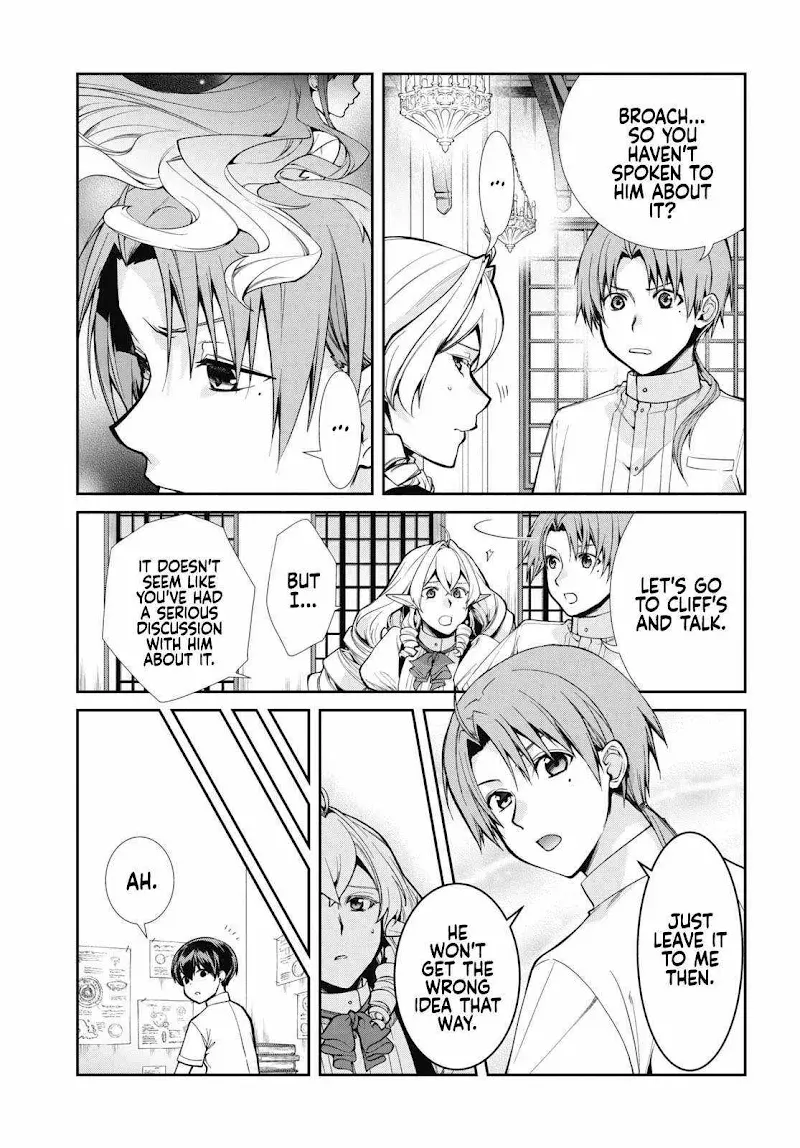 BROACH...
SO YOU
HAVEN'T
SPOKEN TO
HIM ABOUT
IT?
...
...
LET'S GO
TO CLIFF'S
AND TALK.
BUT
I...
IT DOESN'T
SEEM LIKE
YOU'VE HAD
A SERIOUS
DISCUSSION
WITH HIM
ABOUT IT.
JUST
LEAVE IT
TO ME
THEN.
HE
WON'T
GET THE
WRONG
IDEA THAT
WAY.
AH.